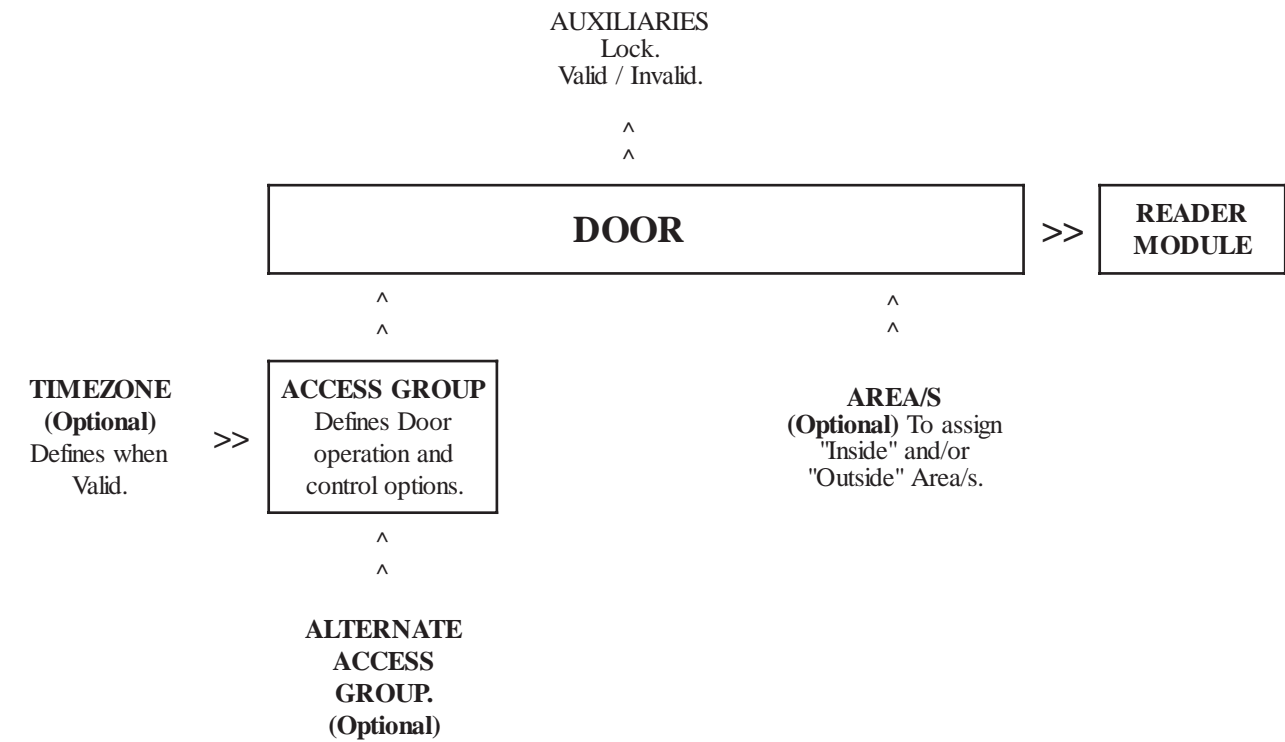 AUXILIARIES
Lock.
Valid / Invalid.
^
^
DOOR
>>
READER
MODULE
^
^
^
^
TIMEZONE
(Optional)
Defines when
Valid.
>>
ACCESS GROUP
Defines Door
operation and
control options.
AREA/S
(Optional) To assign
"Inside" and/or
"Outside" Area/s.
^
^
ALTERNATE
ACCESS
GROUP.
(Optional)